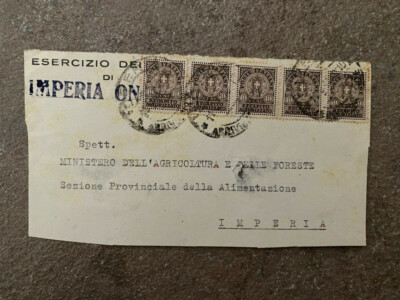 ESERCIZIO DEI
DI
IMPERIA ON
Spett.
MINISTERO DELL'AGRICOLTURA E DELLE FORESTE
Sezione Provinciale della Alimentazione
IMPERIA